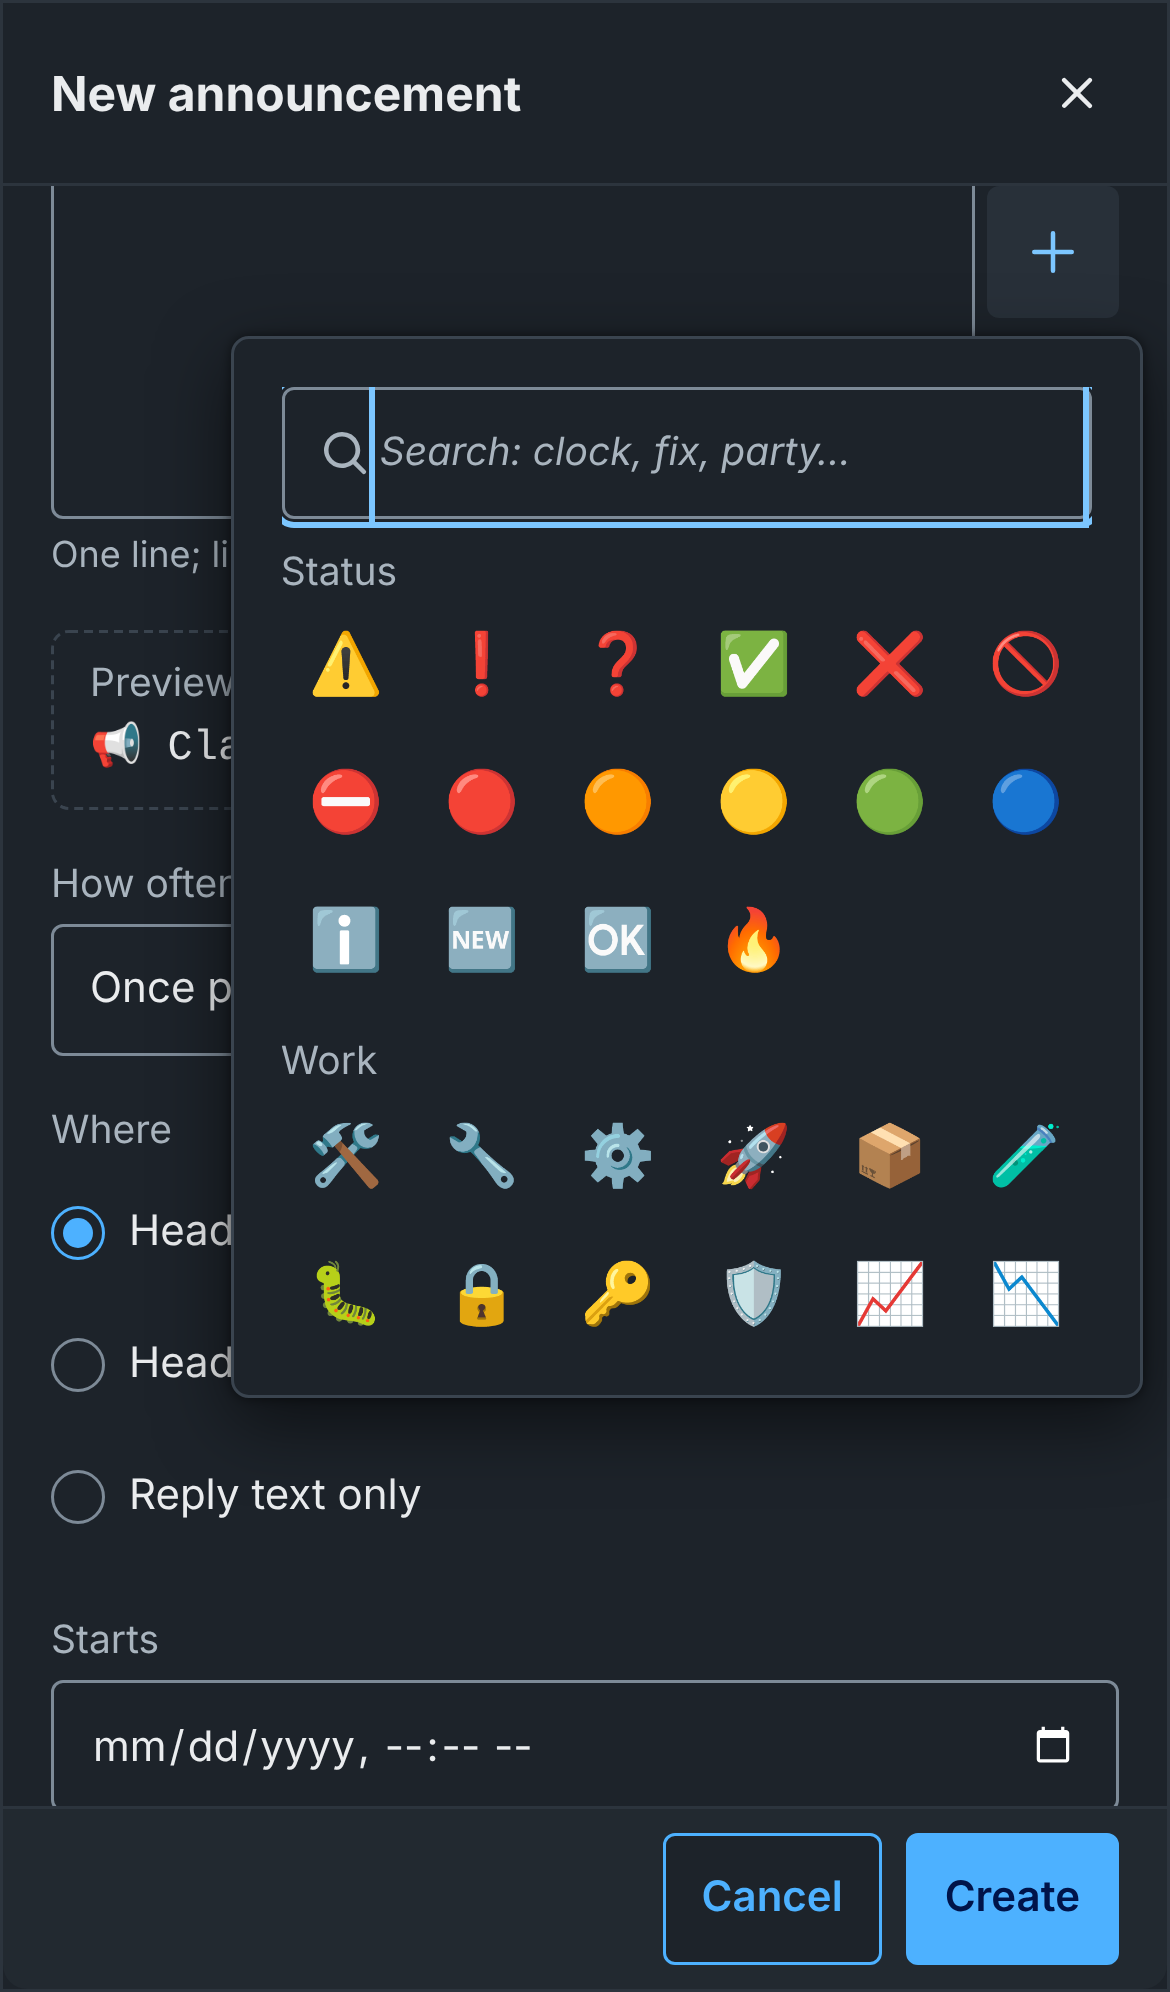 New announcement
Search: clock, fix, party...
One line; li
Status
Preview
📢 Cla
How often
Once p
NEW OK
Work
Where
Head
Head
Reply text only
Starts
mm/dd/yyyy, --:-- --
Cancel Create